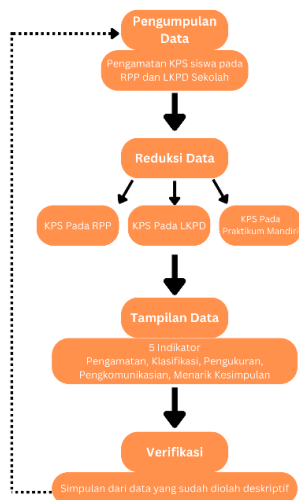 Pengumpulan
Data
Pengamatan KPS siswa pada
RPP dan LKPD Sekolah
Reduksi Data
KPS Pada RPP
KPS Pada LKPD
KPS Pada
Praktikum Mandiri
Tampilan Data
5 Indikator
Pengamatan, Klasifikasi, Pengukuran,
Pengkomunikasian, Menarik Kesimpulan
Verifikasi
Simpulan dari data yang sudah diolah deskriptif